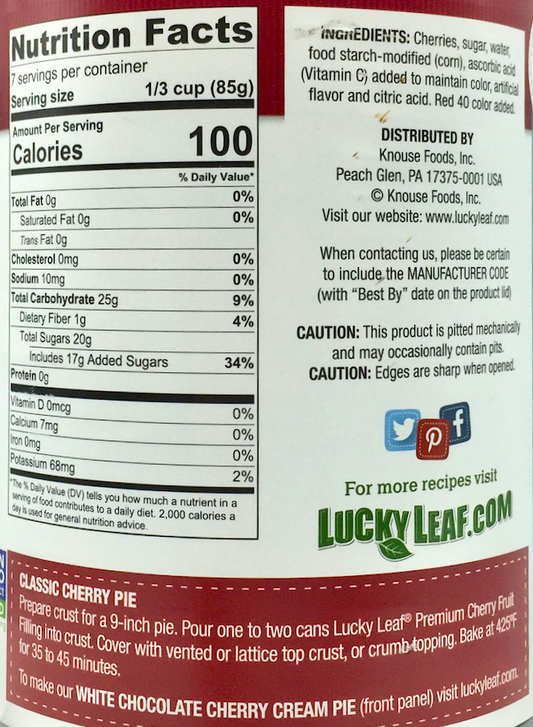 Nutrition Facts
7 servings per container
Serving size 1/3 cup (85g)
Amount Per Serving
Calories 100
% Daily Value*
Total Fat 0g 0%
Saturated Fat 0g 0%
Trans Fat 0g
Cholesterol 0mg 0%
Sodium 10mg 0%
Total Carbohydrate 25g 9%
Dietary Fiber 1g 4%
Total Sugars 20g
Includes 17g Added Sugars 34%
Protein 0g
Vitamin D 0mcg 0%
Calcium 7mg 0%
Iron 0mg 0%
Potassium 68mg 2%
*The % Daily Value (DV) tells you how much a nutrient in a
serving of food contributes to a daily diet. 2,000 calories a
day is used for general nutrition advice.
INGREDIENTS: Cherries, sugar, water,
food starch-modified (corn), ascorbic acid
(Vitamin C) added to maintain color, artificial
flavor and citric acid. Red 40 color added.
DISTRIBUTED BY
Knouse Foods, Inc.
Peach Glen, PA 17375-0001 USA
© Knouse Foods, Inc.
Visit our website: www.luckyleaf.com
When contacting us, please be certain
to include the MANUFACTURER CODE
(with “Best By” date on the product lid)
CAUTION: This product is pitted mechanically
and may occasionally contain pits.
CAUTION: Edges are sharp when opened.
For more recipes visit
LUCKY LEAF.COM
CLASSIC CHERRY PIE
Prepare crust for a 9-inch pie. Pour one to two cans Lucky Leaf® Premium Cherry Fruit
Filling into crust. Cover with vented or lattice top crust, or crumb topping. Bake at 425°F
for 35 to 45 minutes.
To make our WHITE CHOCOLATE CHERRY CREAM PIE (front panel) visit luckyleaf.com.